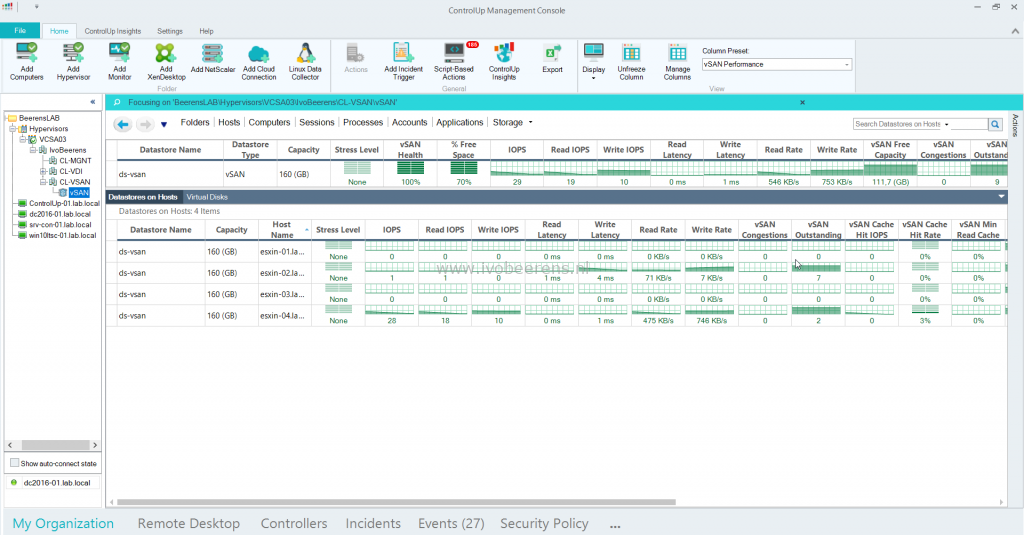 ControlUp Management Console
File Home ControlUp Insights Settings Help
Add Computers Add Hypervisor Add Monitor Add XenDesktop Add NetScaler Add Cloud Connection Linux Data Collector Actions Add Incident Trigger Script-Based Actions 185 ControlUp Insights Export Display Unfreeze Column Manage Columns Column Preset:
vSAN Performance
Folder General View
Focusing on 'BeerensLAB\Hypervisors\VCSA03\IvoBeerens\CL-VSAN\vSAN'
Actions
BeerensLAB
Hypervisors
VCSA03
IvoBeerens
CL-MGNT
CL-VDI
CL-VSAN
vSAN
ControlUp-01.lab.local
dc2016-01.lab.local
srv-con-01.lab.local
win10ltsc-01.lab.local
Show auto-connect state
dc2016-01.lab.local
Folders Hosts Computers Sessions Processes Accounts Applications Storage
Search Datastores on Hosts
Datastore Name Datastore Type Capacity Stress Level vSAN Health % Free Space IOPS Read IOPS Write IOPS Read Latency Write Latency Read Rate Write Rate vSAN Free Capacity vSAN Congestions vSAN Outstand
ds-vsan vSAN 160 (GB) None 100% 70% 29 19 10 0 ms 1 ms 546 KB/s 753 KB/s 111,7 (GB) 0 9
Datastores on Hosts Virtual Disks
Datastores on Hosts: 4 Items
Datastore Name Capacity Host Name Stress Level IOPS Read IOPS Write IOPS Read Latency Write Latency Read Rate Write Rate vSAN Congestions vSAN Outstanding vSAN Cache Hit IOPS vSAN Cache Hit Rate vSAN Min Read Cache
ds-vsan 160 (GB) esxin-01.la... None 0 0 0 0 ms 0 ms 0 KB/s 0 KB/s 0 0 0 0% 0%
ds-vsan 160 (GB) esxin-02.la... None 1 1 0 1 ms 4 ms 71 KB/s 7 KB/s 0 7 0 0% 0%
www.ivobeerens.nl
ds-vsan 160 (GB) esxin-03.la... None 0 0 0 0 ms 0 ms 0 KB/s 0 KB/s 0 0 0 0% 0%
ds-vsan 160 (GB) esxin-04.la... None 28 18 10 0 ms 1 ms 475 KB/s 746 KB/s 0 2 0 3% 0%
My Organization Remote Desktop Controllers Incidents Events (27) Security Policy ...